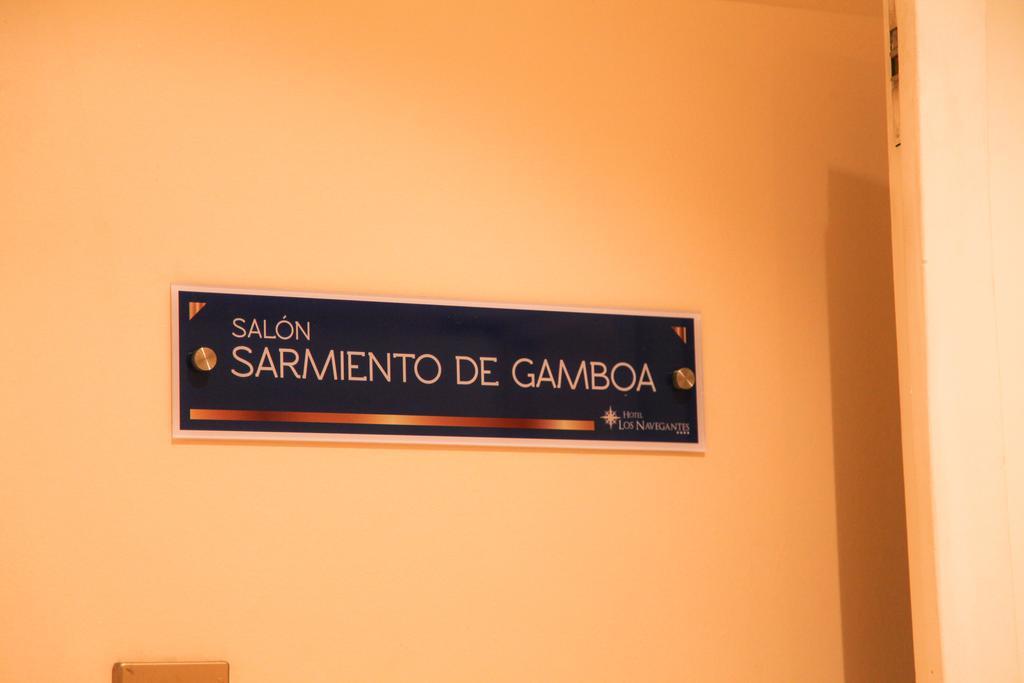 SALÓN
SARMIENTO DE GAMBOA
HOTEL
LOS NAVEGANTES